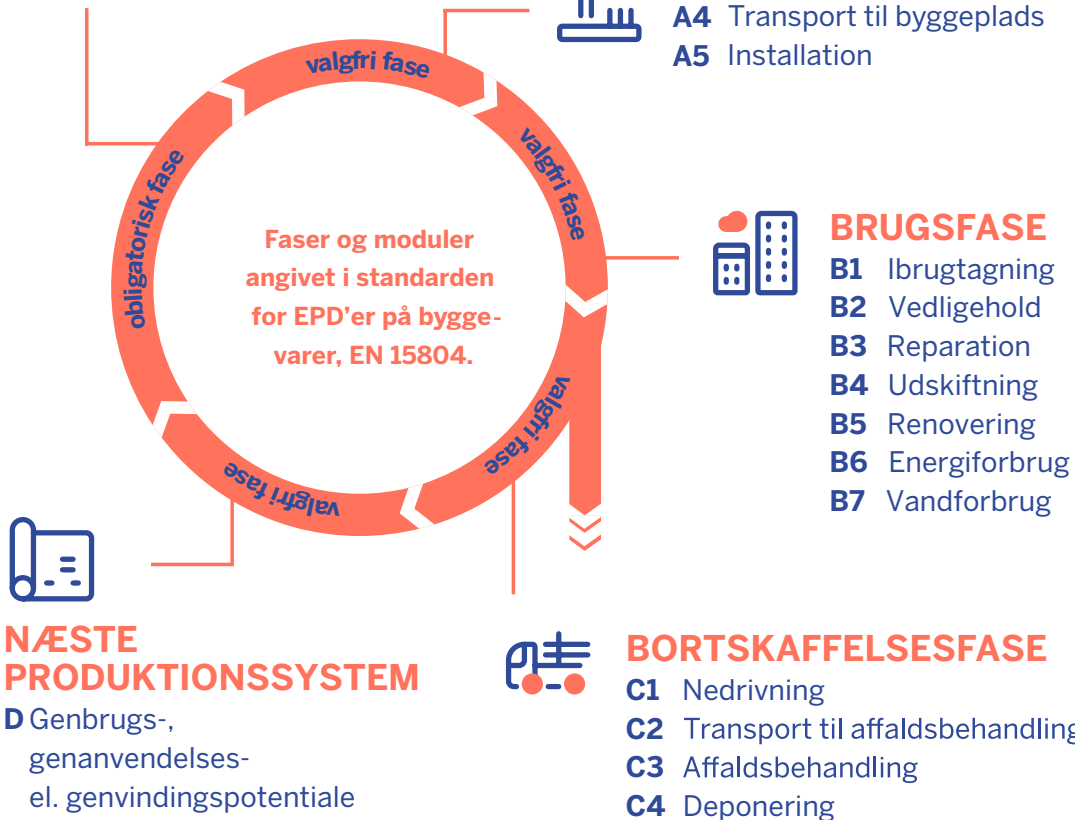 A4 Transport til byggeplads
A5 Installation
valgfri fase
valgfri fase
obligatorisk fase
Faser og moduler
angivet i standarden
for EPD'er på bygge-
varer, EN 15804.
valgfri fase
valgfri fase
BRUGSFASE
B1 Ibrugtagning
B2 Vedligehold
B3 Reparation
B4 Udskiftning
B5 Renovering
B6 Energiforbrug
B7 Vandforbrug
NÆSTE
PRODUKTIONSSYSTEM
D Genbrugs-,
genanvendelses-
el. genvindingspotentiale
BORTSKAFFELSESFASE
C1 Nedrivning
C2 Transport til affaldsbehandling
C3 Affaldsbehandling
C4 Deponering